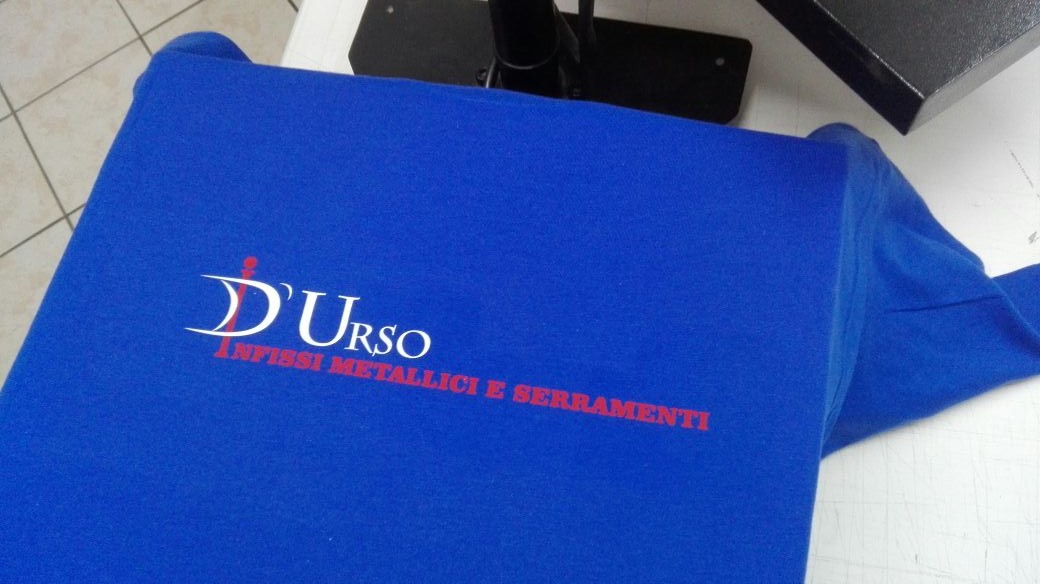 D'Urso
Infissi metallici e serramenti